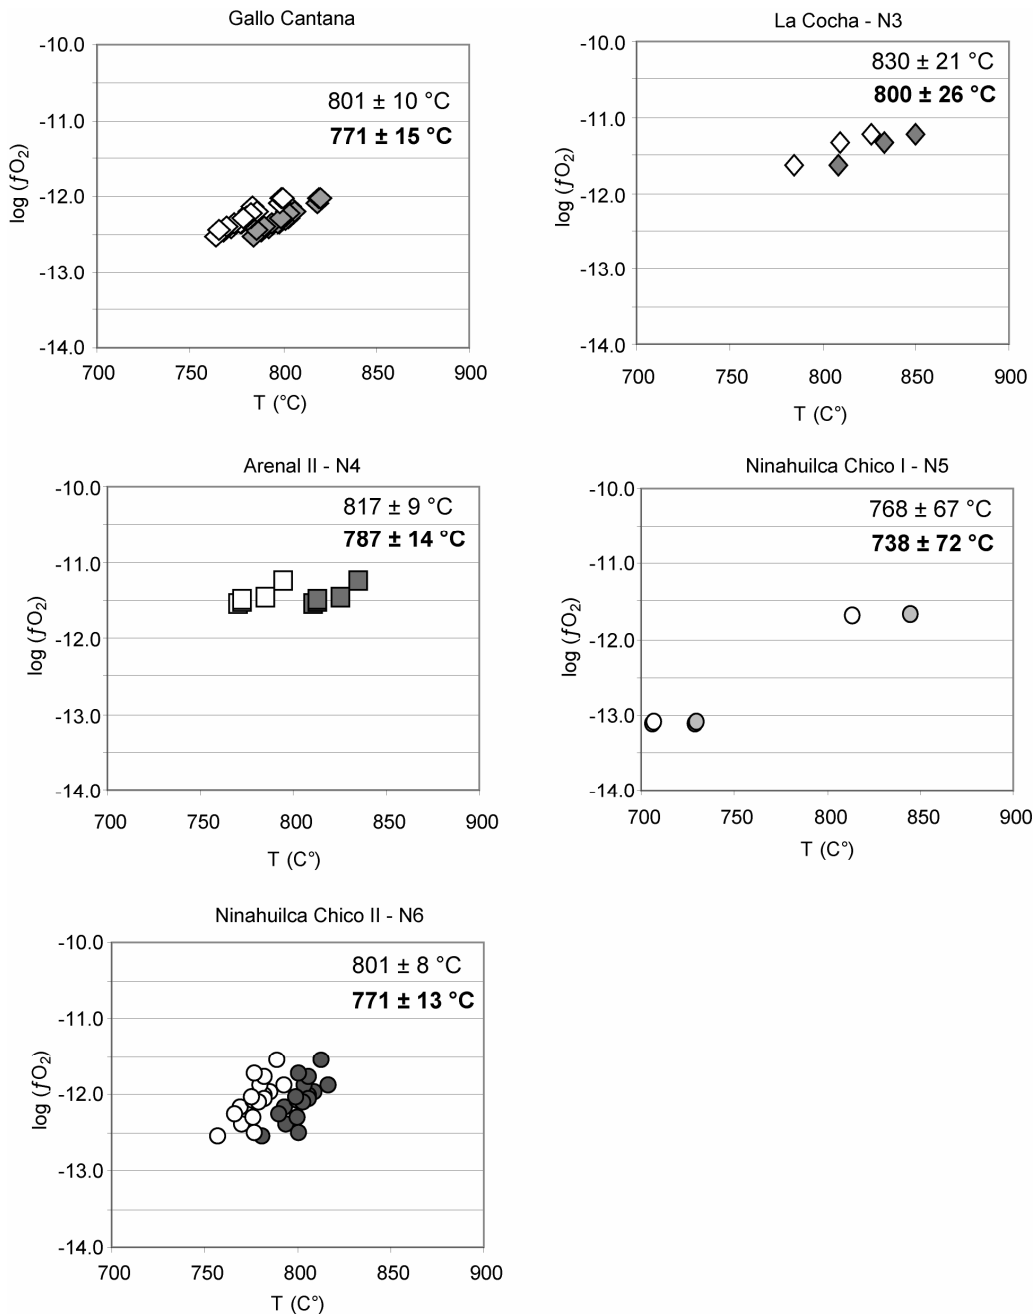 Gallo Cantana
-10.0
-11.0
-12.0
-13.0
-14.0
log (ƒO₂)
801 ± 10 °C
771 ± 15 °C
700 750 800 850 900
T (°C)
La Cocha - N3
-10.0
-11.0
-12.0
-13.0
-14.0
log (ƒO₂)
830 ± 21 °C
800 ± 26 °C
700 750 800 850 900
T (C°)
Arenal II - N4
-10.0
-11.0
-12.0
-13.0
-14.0
log (ƒO₂)
817 ± 9 °C
787 ± 14 °C
700 750 800 850 900
T (C°)
Ninahuilca Chico I - N5
-10.0
-11.0
-12.0
-13.0
-14.0
log (ƒO₂)
768 ± 67 °C
738 ± 72 °C
700 750 800 850 900
T (C°)
Ninahuilca Chico II - N6
-10.0
-11.0
-12.0
-13.0
-14.0
log (ƒO₂)
801 ± 8 °C
771 ± 13 °C
700 750 800 850 900
T (C°)